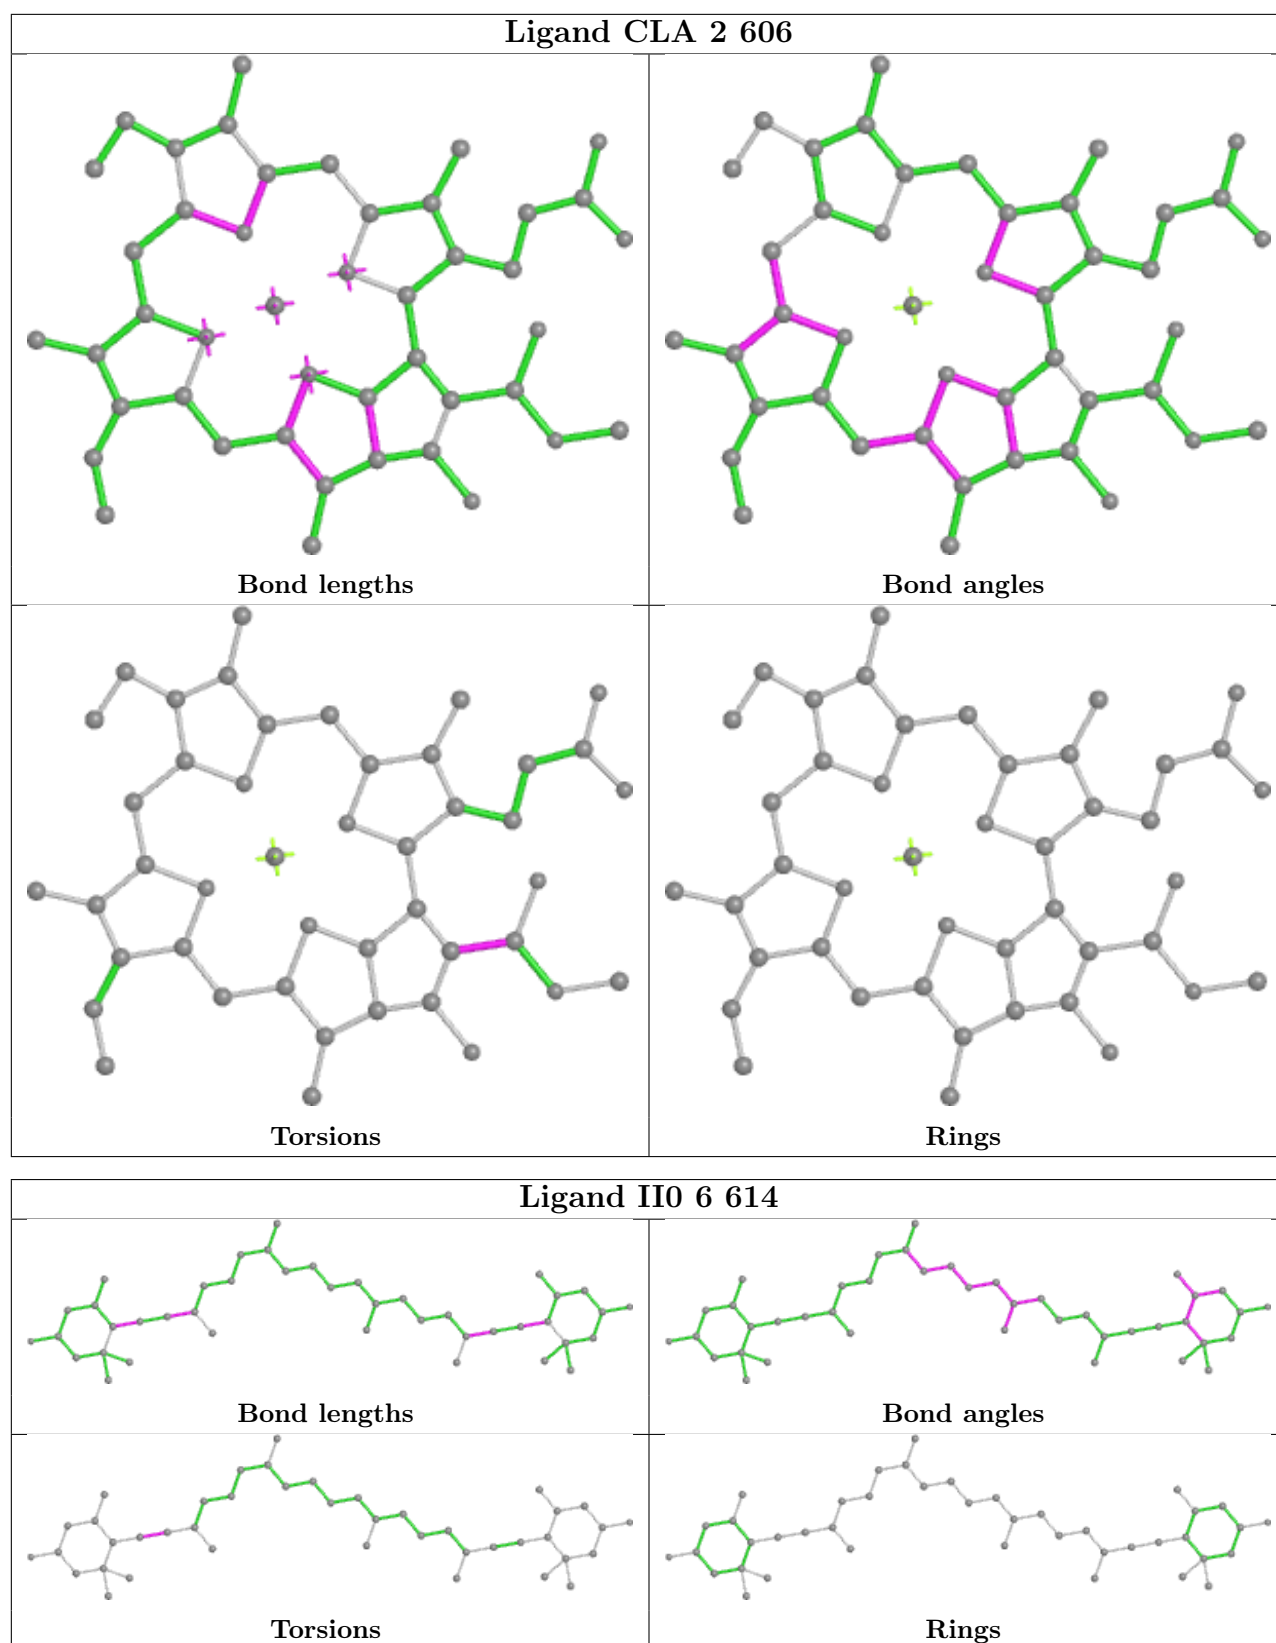 Ligand CLA 2 606
Bond lengths
Bond angles
Torsions
Rings
Ligand II0 6 614
Bond lengths
Bond angles
Torsions
Rings